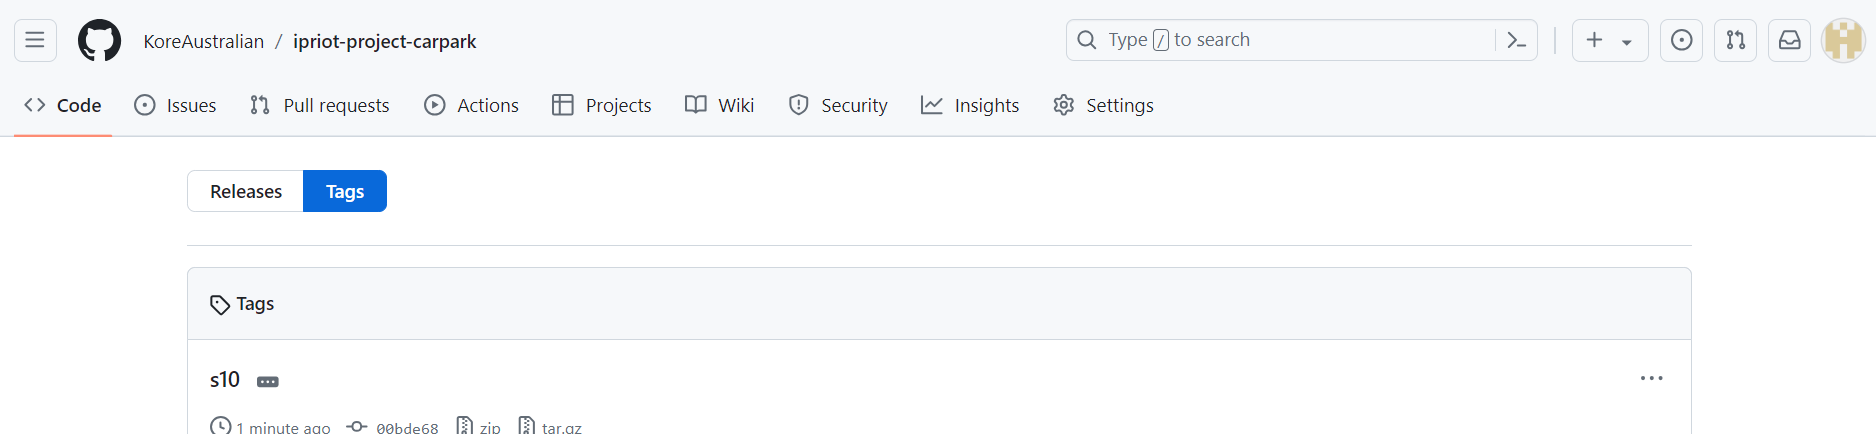 KoreAustralian / ipriot-project-carpark
Type / to search
Code Issues Pull requests Actions Projects Wiki Security Insights Settings
Releases Tags
Tags
s10
1 minute ago 00bde68 zip tar.gz